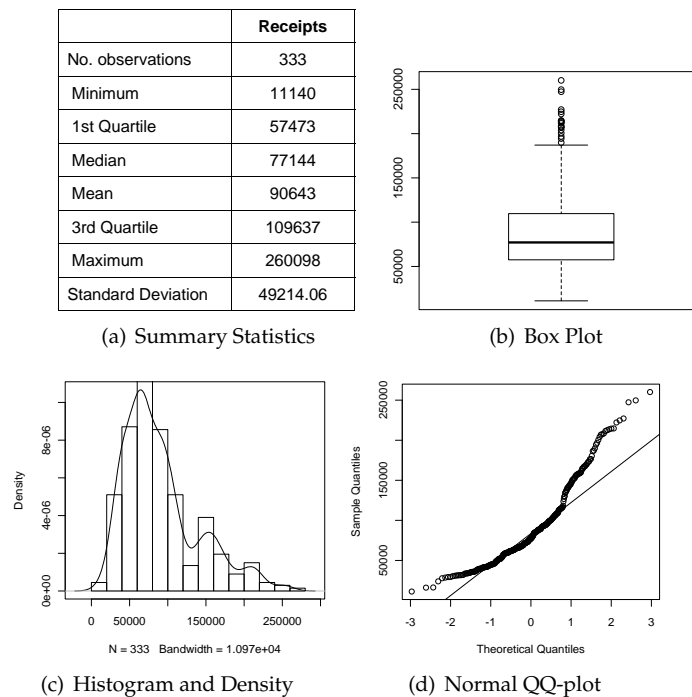 Receipts
No. observations 333
Minimum 11140
1st Quartile 57473
Median 77144
Mean 90643
3rd Quartile 109637
Maximum 260098
Standard Deviation 49214.06
(a) Summary Statistics
250000
150000
50000
(b) Box Plot
8e-06
4e-06
0e+00
Density
0 50000 150000 250000
N = 333 Bandwidth = 1.097e+04
(c) Histogram and Density
250000
150000
50000
Sample Quantiles
-3 -2 -1 0 1 2 3
Theoretical Quantiles
(d) Normal QQ-plot